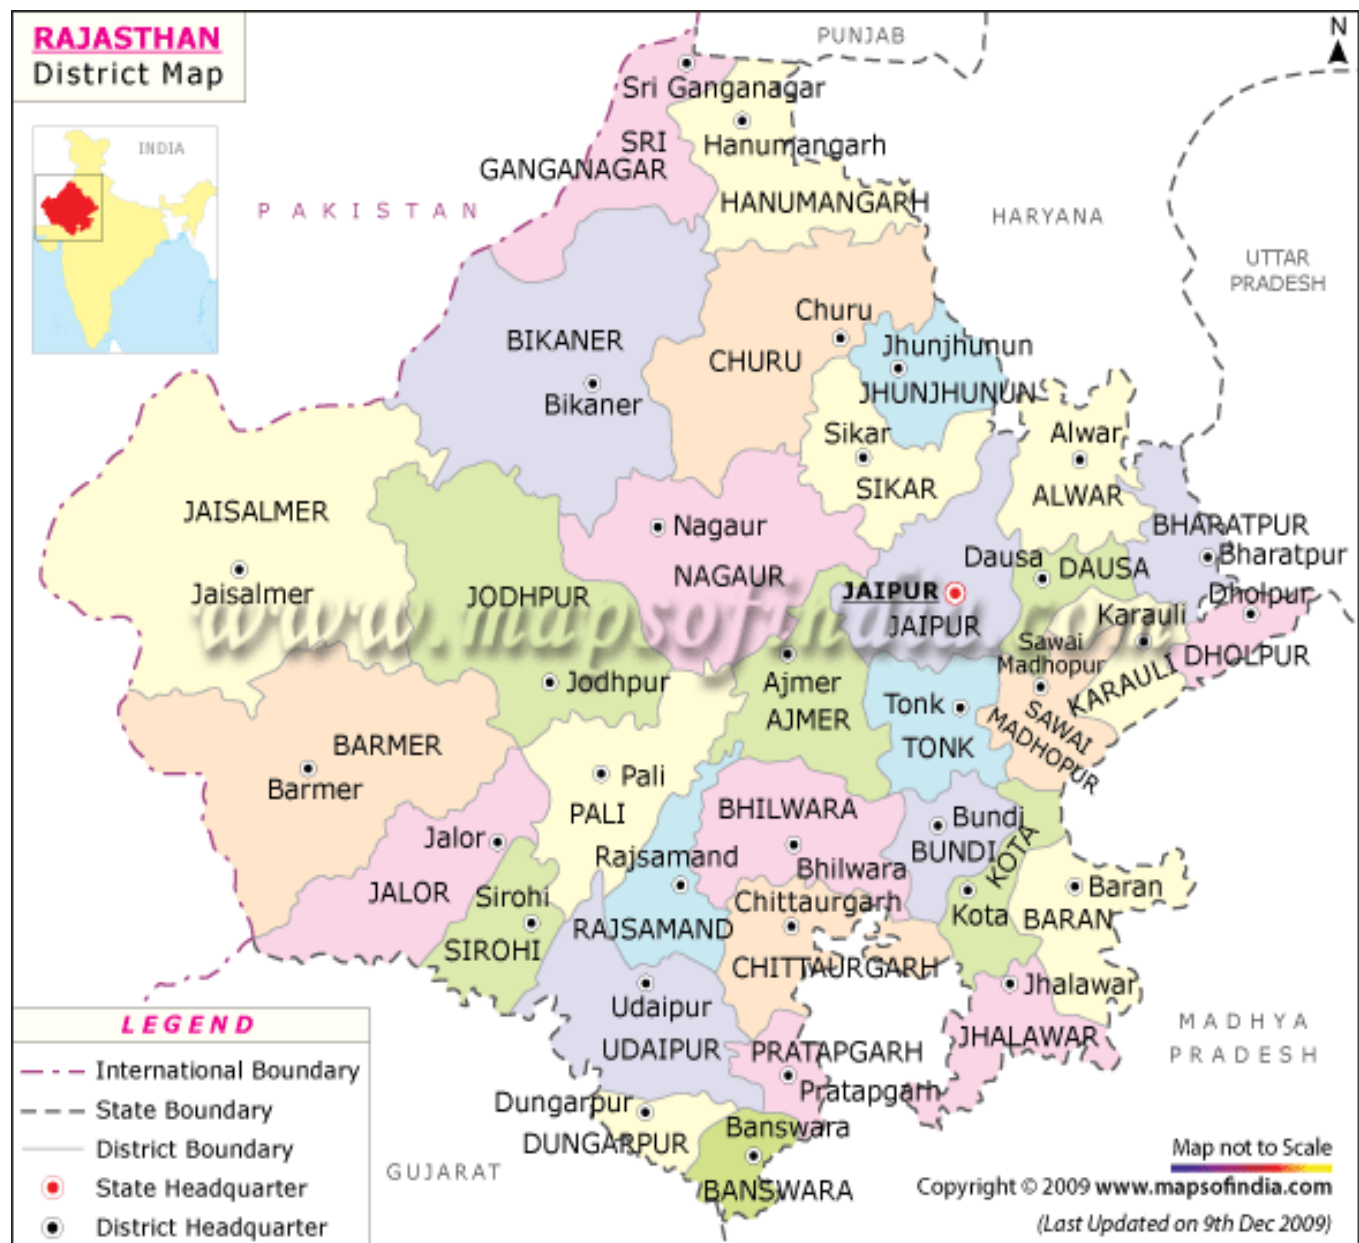 RAJASTHAN
District Map
INDIA
N
PUNJAB
PAKISTAN
HARYANA
UTTAR
PRADESH
Sri Ganganagar
SRI
GANGANAGAR
Hanumangarh
HANUMANGARH
BIKANER
Bikaner
Churu
CHURU
Jhunjhunun
JHUNJHUNUN
Sikar
SIKAR
Alwar
ALWAR
JAISALMER
Jaisalmer
Nagaur
NAGAUR
BHARATPUR
Bharatpur
Dausa
DAUSA
JODHPUR
Jodhpur
JAIPUR
JAIPUR
Karauli
KARAULI
Dholpur
DHOLPUR
www.mapsofindia.com
Sawai
Madhopur
SAWAI
MADHOPUR
Ajmer
AJMER
Tonk
TONK
BARMER
Barmer
Pali
PALI
BHILWARA
Bhilwara
Bundi
BUNDI
KOTA
Kota
Jalor
JALOR
Rajsamand
RAJSAMAND
Sirohi
SIROHI
Chittaurgarh
CHITTAURGARH
Baran
BARAN
Udaipur
UDAIPUR
Jhalawar
JHALAWAR
PRATAPGARH
Pratapgarh
Dungarpur
DUNGARPUR
Banswara
BANSWARA
MADHYA
PRADESH
GUJARAT
LEGEND
International Boundary
State Boundary
District Boundary
State Headquarter
District Headquarter
Map not to Scale
Copyright © 2009 www.mapsofindia.com
(Last Updated on 9th Dec 2009)